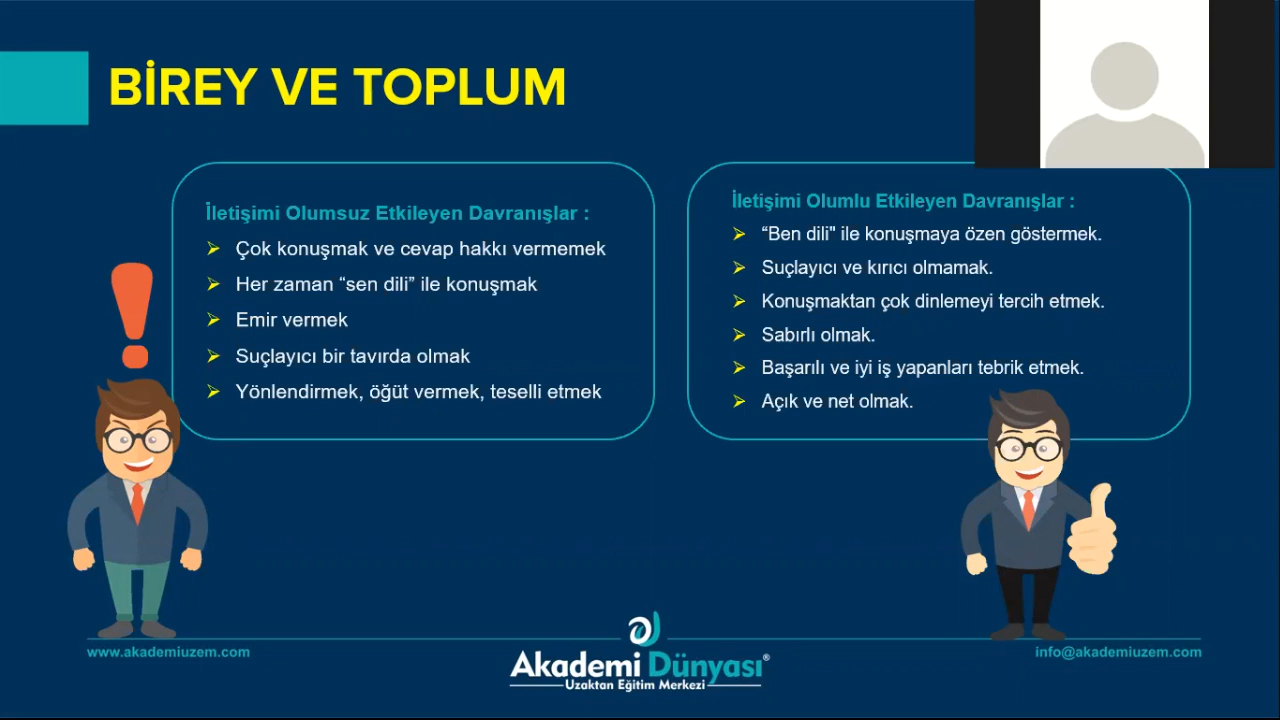 BİREY VE TOPLUM
İletişimi Olumsuz Etkileyen Davranışlar :
Çok konuşmak ve cevap hakkı vermemek
Her zaman “sen dili” ile konuşmak
Emir vermek
Suçlayıcı bir tavırda olmak
Yönlendirmek, öğüt vermek, teselli etmek
İletişimi Olumlu Etkileyen Davranışlar :
“Ben dili" ile konuşmaya özen göstermek.
Suçlayıcı ve kırıcı olmamak.
Konuşmaktan çok dinlemeyi tercih etmek.
Sabırlı olmak.
Başarılı ve iyi iş yapanları tebrik etmek.
Açık ve net olmak.
www.akademiuzem.com
Akademi Dünyası®
Uzaktan Eğitim Merkezi
info@akademiuzem.com